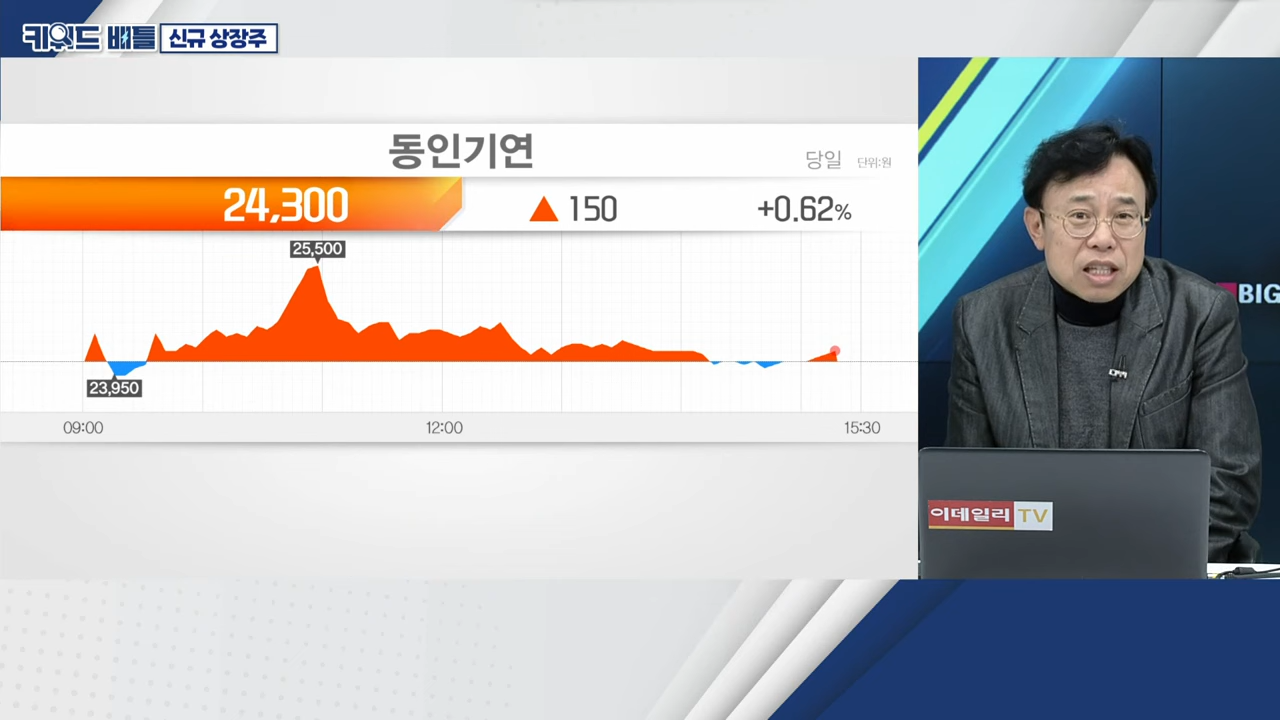 키워드 배틀 신규 상장주
동인기연
당일 단위:원
24,300 ▲ 150 +0.62%
25,500
23,950
09:00 12:00 15:30
BIG
이데일리 TV